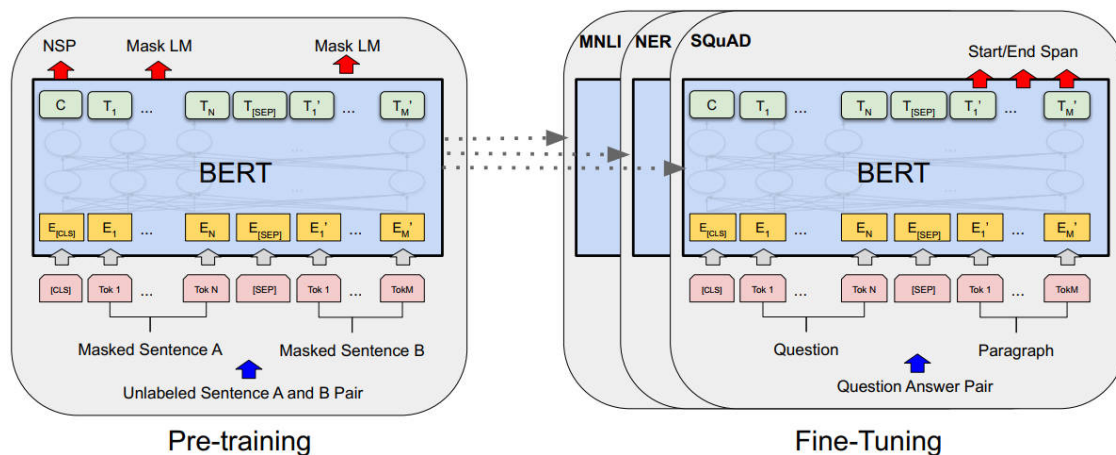 NSP Mask LM Mask LM
C T1 ... TN T[SEP] T1' ... TM'
BERT
E[CLS] E1 ... EN E[SEP] E1' ... EM'
[CLS] Tok 1 ... Tok N [SEP] Tok 1 ... TokM
Masked Sentence A Masked Sentence B
Unlabeled Sentence A and B Pair
Pre-training
MNLI NER SQuAD
Start/End Span
C T1 ... TN T[SEP] T1' ... TM'
BERT
E[CLS] E1 ... EN E[SEP] E1' ... EM'
[CLS] Tok 1 ... Tok N [SEP] Tok 1 ... TokM
Question Paragraph
Question Answer Pair
Fine-Tuning